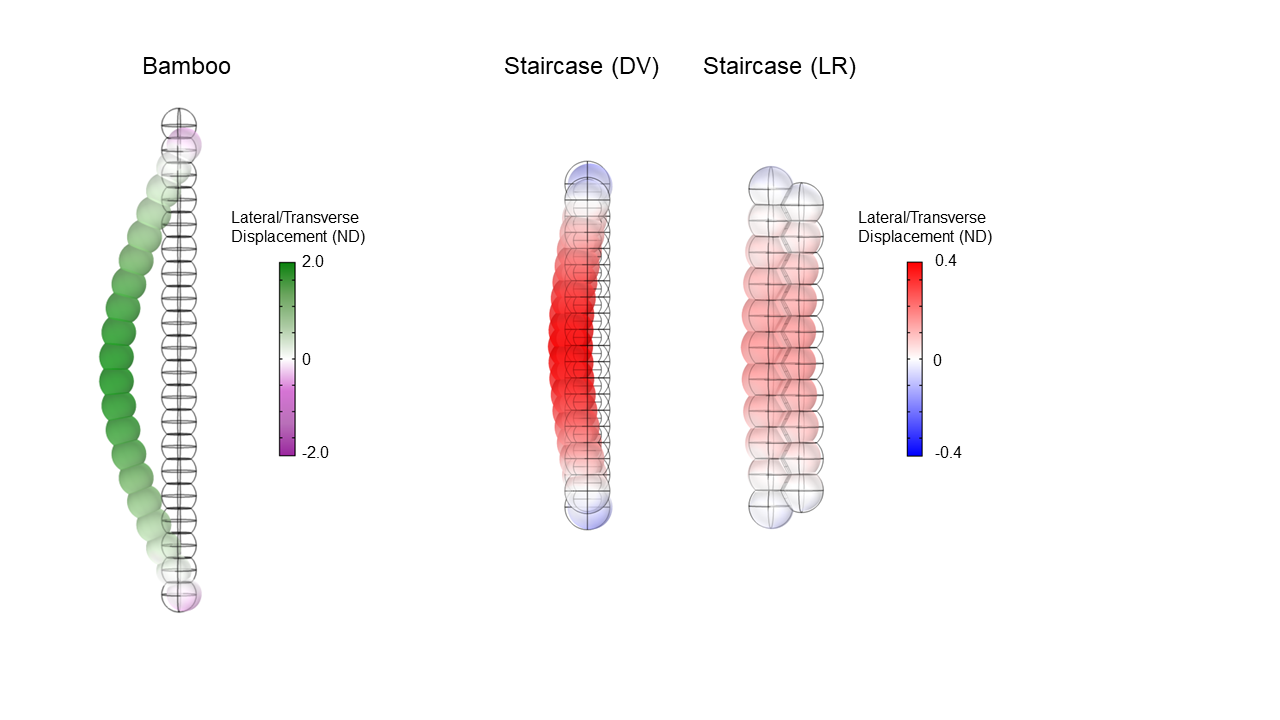 Bamboo
Staircase (DV)
Staircase (LR)
Lateral/Transverse
Displacement (ND)
2.0
0
-2.0
Lateral/Transverse
Displacement (ND)
0.4
0
-0.4